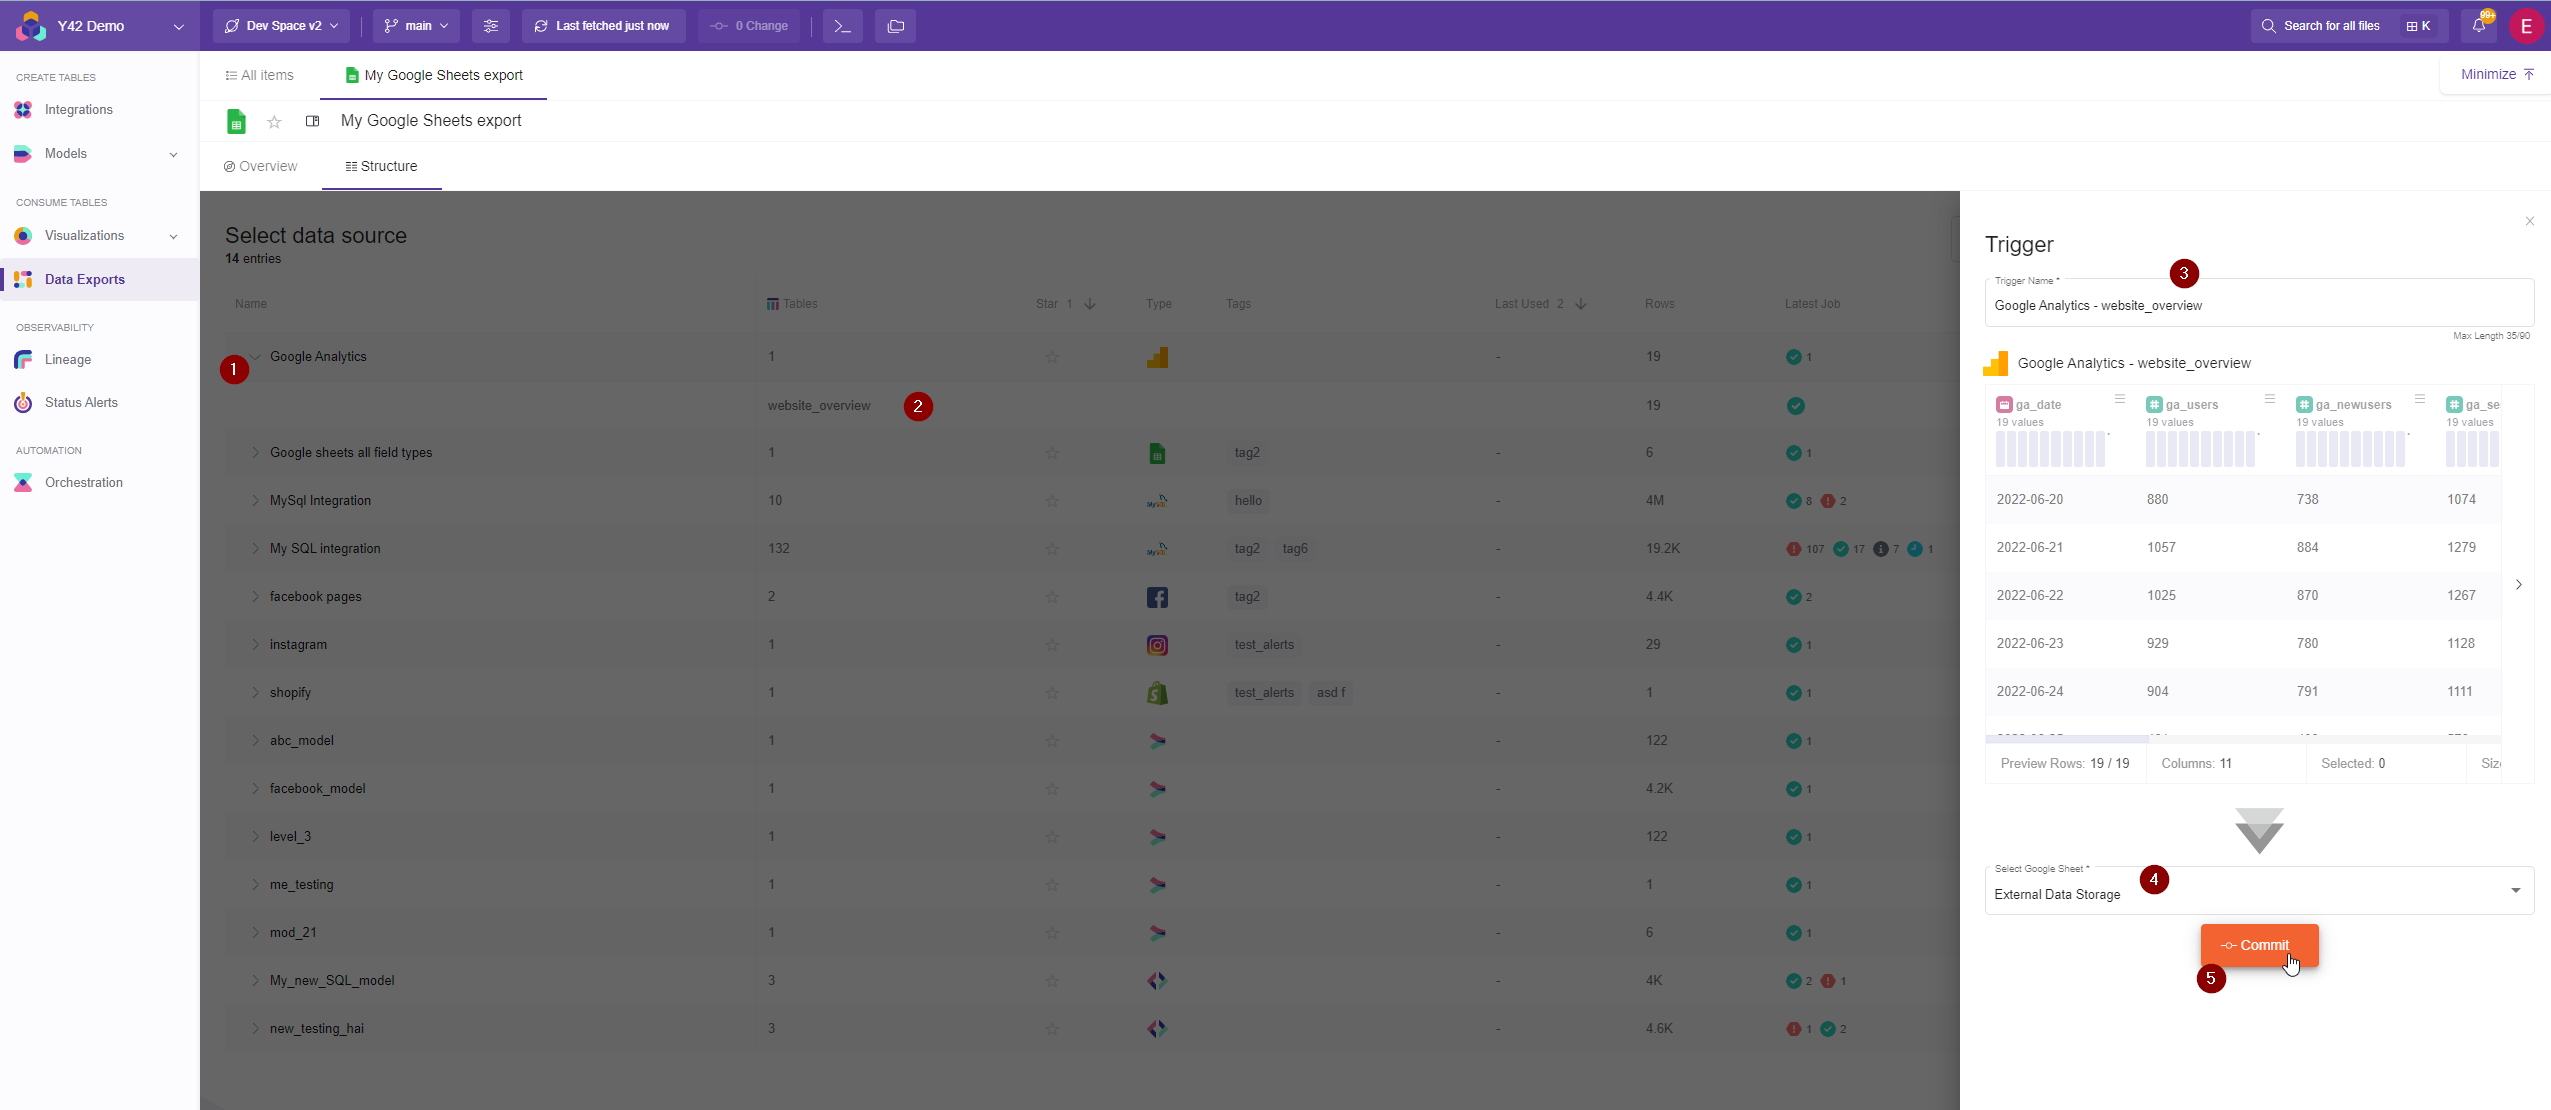 Y42 Demo
Dev Space v2
main
Last fetched just now
0 Change
Search for all files
K
99+
E
CREATE TABLES
Integrations
Models
CONSUME TABLES
Visualizations
Data Exports
OBSERVABILITY
Lineage
Status Alerts
AUTOMATION
Orchestration
All items
My Google Sheets export
Minimize
My Google Sheets export
Overview
Structure
Select data source
14 entries
Name Tables Star 1 Type Tags Last Used 2 Rows Latest Job
1
Google Analytics 1 - 19 1
website_overview 2 19
Google sheets all field types 1 tag2 - 6 1
MySql Integration 10 hello - 4M 8 2
My SQL integration 132 tag2 tag6 - 19.2K 107 17 7 1
facebook pages 2 tag2 - 4.4K 2
instagram 1 test_alerts - 29 1
shopify 1 test_alerts asd f - 1 1
abc_model 1 - 122 1
facebook_model 1 - 4.2K 1
level_3 1 - 122 1
me_testing 1 - 1 1
mod_21 1 - 6 1
My_new_SQL_model 3 - 4K 2 1
new_testing_hai 3 - 4.6K 1 2
Trigger
3
Trigger Name *
Google Analytics - website_overview
Max Length 35/90
Google Analytics - website_overview
ga_date ga_users ga_newusers ga_se
19 values 19 values 19 values 19 values
2022-06-20 880 738 1074
2022-06-21 1057 884 1279
2022-06-22 1025 870 1267
2022-06-23 929 780 1128
2022-06-24 904 791 1111
Preview Rows: 19 / 19 Columns: 11 Selected: 0 Siz
Select Google Sheet *
4
External Data Storage
Commit
5